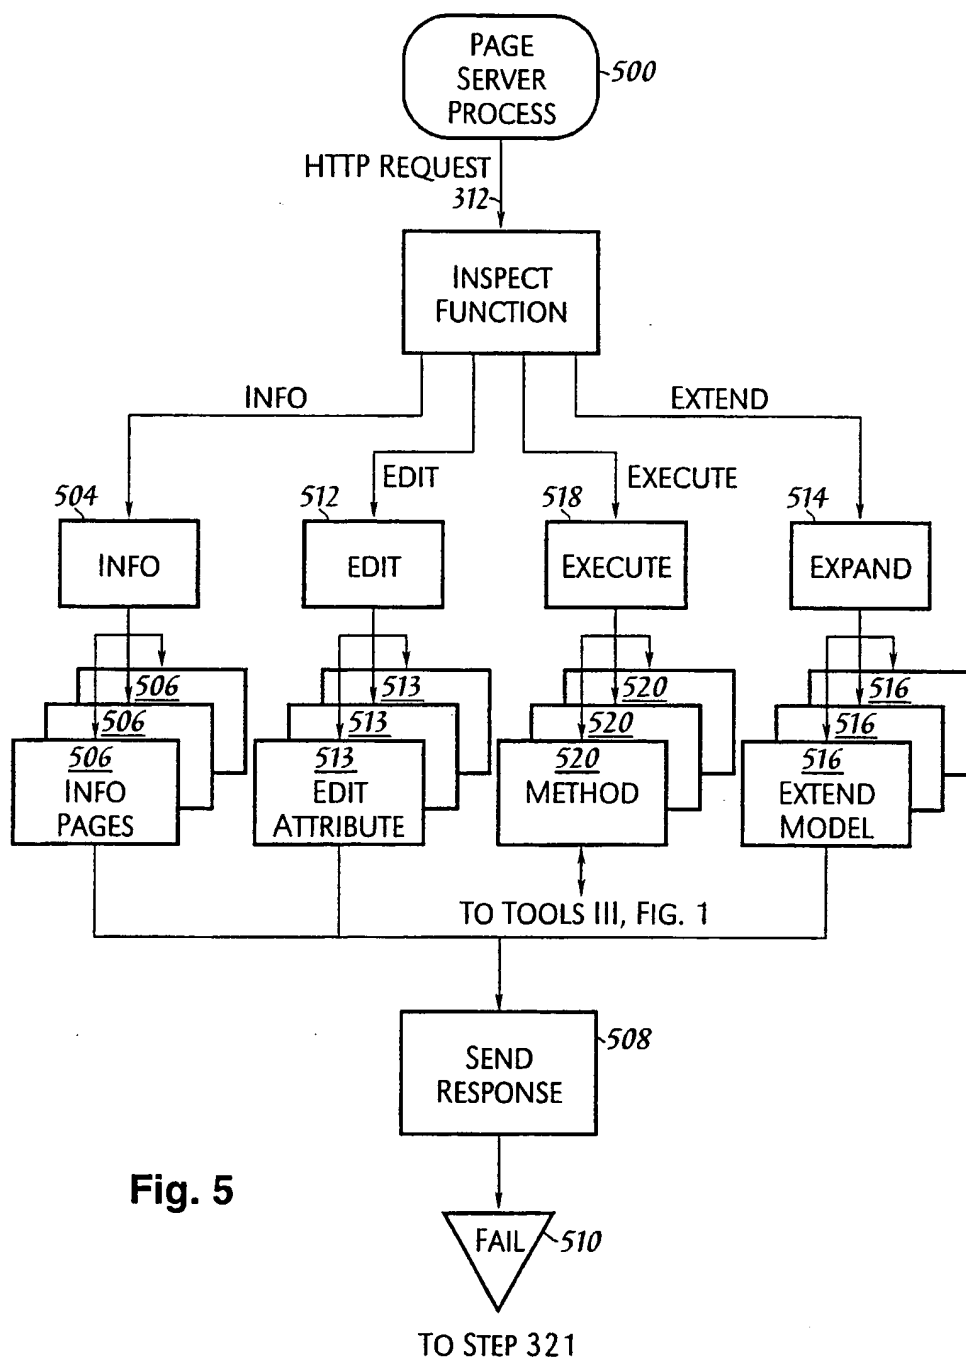 PAGE
SERVER
PROCESS
500
HTTP REQUEST
312
INSPECT
FUNCTION
INFO
EXTEND
EDIT
EXECUTE
504
512
518
514
INFO
EDIT
EXECUTE
EXPAND
506
506
506
INFO
PAGES
513
513
513
EDIT
ATTRIBUTE
520
520
520
METHOD
516
516
516
EXTEND
MODEL
TO TOOLS III, FIG. 1
SEND
RESPONSE
508
Fig. 5
FAIL
510
TO STEP 321